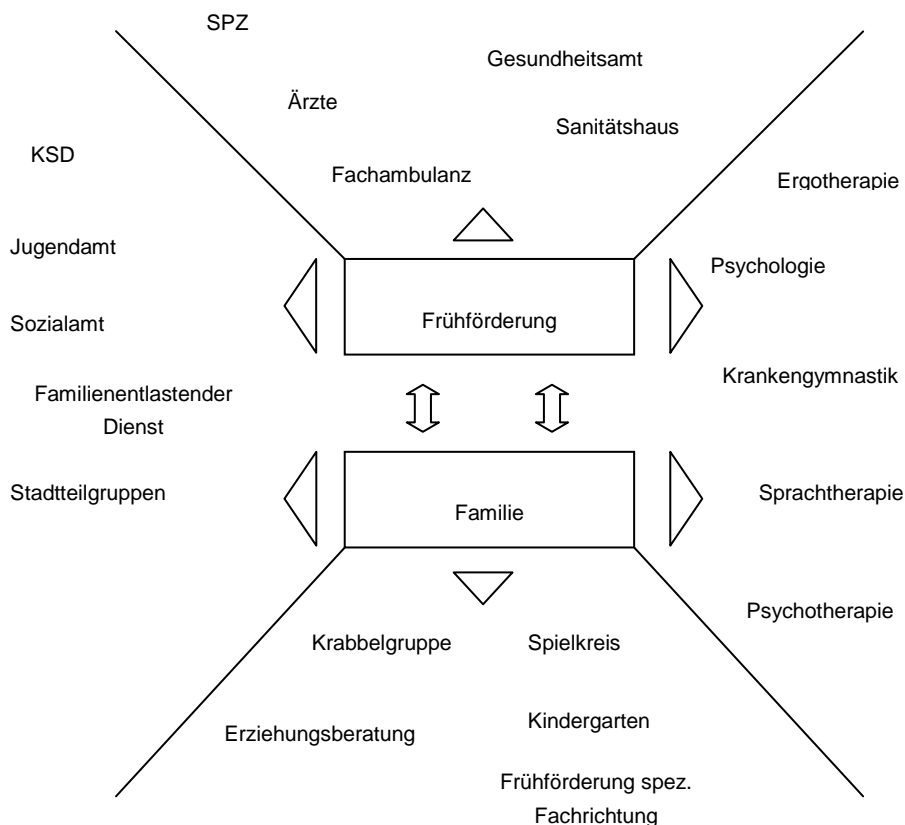 SPZ
Gesundheitsamt
Ärzte
Sanitätshaus
KSD
Fachambulanz
Ergotherapie
Jugendamt
Psychologie
Sozialamt
Frühförderung
Krankengymnastik
Familienentlastender
Dienst
Stadtteilgruppen
Familie
Sprachtherapie
Psychotherapie
Krabbelgruppe
Spielkreis
Kindergarten
Erziehungsberatung
Frühförderung spez.
Fachrichtung